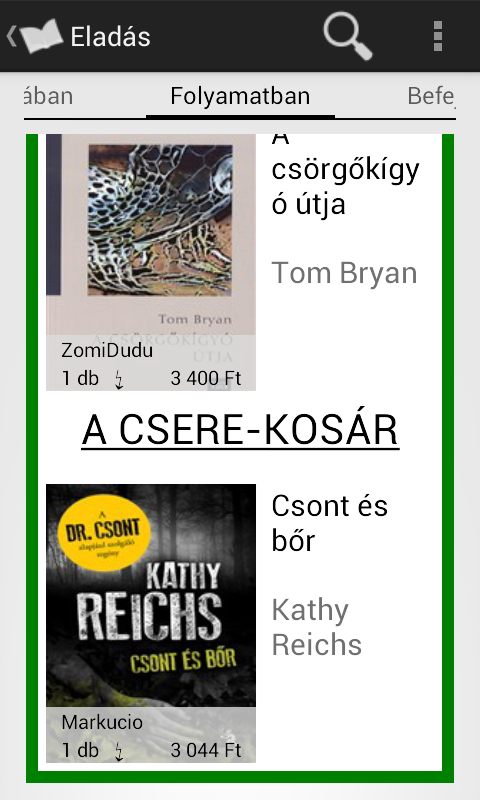 Eladás
ában
Folyamatban
Befe
A
csörgőkígy
ó útja
Tom Bryan
Tom Bryan
A CSÖRGŐKÍGYÓ
ÚTJA
ZomiDudu
1 db
3 400 Ft
A CSERE-KOSÁR
A
DR. CSONT
alapjául szolgáló
regény
KATHY
REICHS
CSONT ÉS BŐR
Csont és
bőr
Kathy
Reichs
Markucio
1 db
3 044 Ft